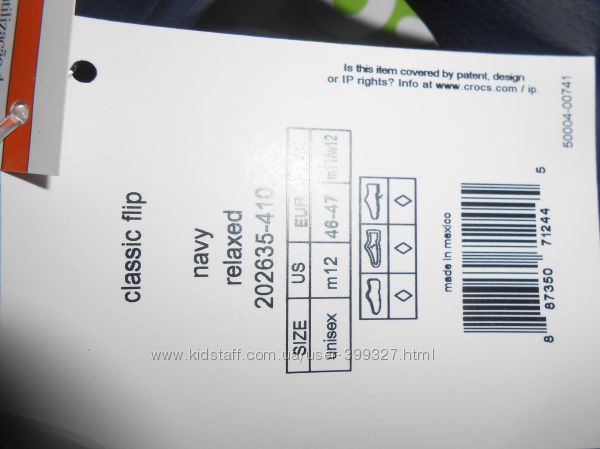 utilização d
Is this item covered by patent, design
or IP rights? Info at www.crocs.com / ip.
50004-00741
classic flip
navy
relaxed
202635-410
SIZE US EUR UK
unisex m12 46-47 m11/w12
made in mexico
8 87350 71244 5
www.kidstaff.com.ua/user-399327.html